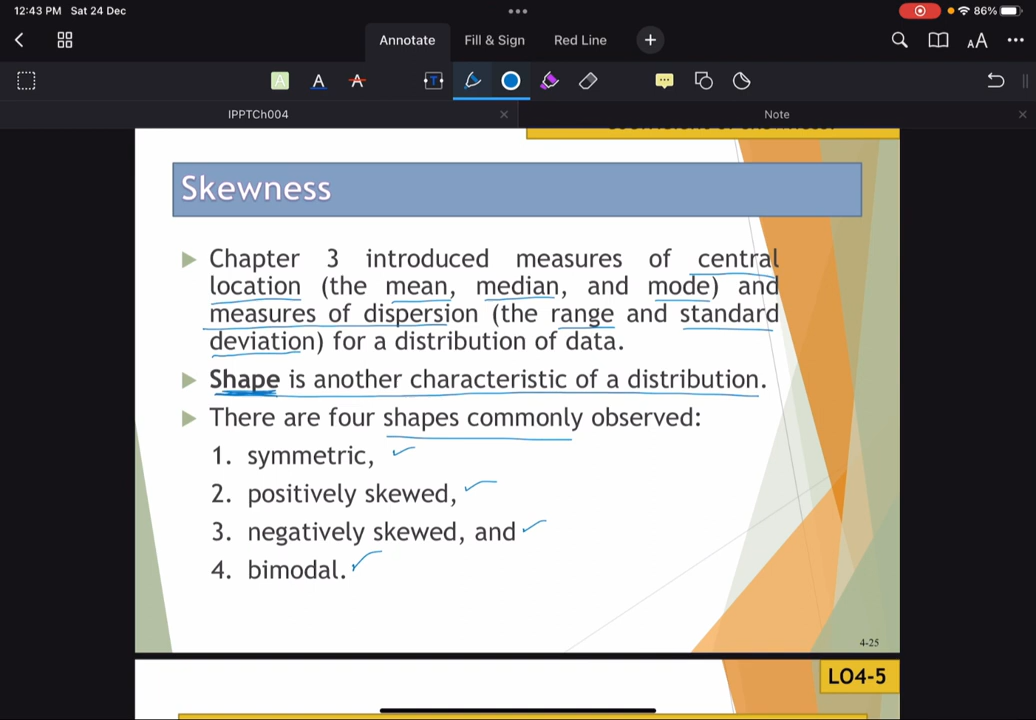 12:43 PM Sat 24 Dec
86%
Annotate Fill & Sign Red Line
AA
A A A T
IPPTCh004 Note
Skewness
Chapter 3 introduced measures of central
location (the mean, median, and mode) and
measures of dispersion (the range and standard
deviation) for a distribution of data.
Shape is another characteristic of a distribution.
There are four shapes commonly observed:
1. symmetric,
2. positively skewed,
3. negatively skewed, and
4. bimodal.
4-25
LO4-5